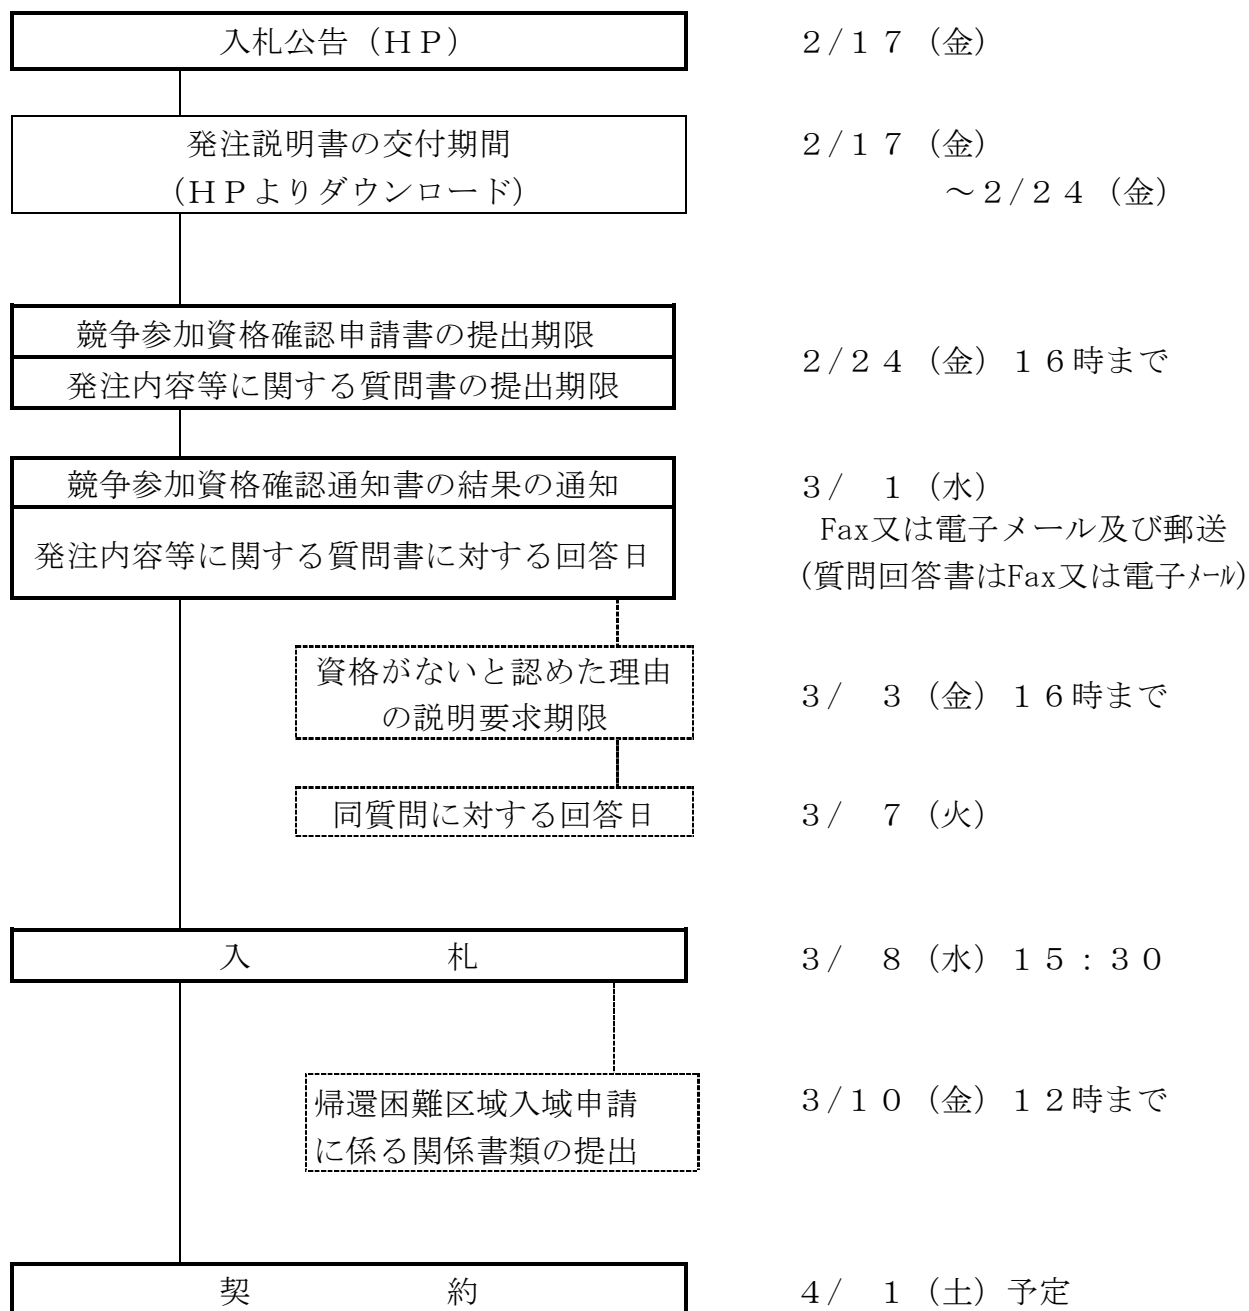 入札公告（ＨＰ）　２/１７（金）
発注説明書の交付期間　２/１７（金）
（ＨＰよりダウンロード）　～２/２４（金）
競争参加資格確認申請書の提出期限
２/２４（金）１６時まで
発注内容等に関する質問書の提出期限
競争参加資格確認通知書の結果の通知　３/　１（水）
Fax又は電子メール及び郵送
発注内容等に関する質問書に対する回答日
(質問回答書はFax又は電子ﾒｰﾙ)
資格がないと認めた理由
３/　３（金）１６時まで
の説明要求期限
同質問に対する回答日　３/　７（火）
入　　　　　　札　３/　８（水）１５：３０
帰還困難区域入域申請　３/１０（金）１２時まで
に係る関係書類の提出
契　　　　　　約　４/　１（土）予定